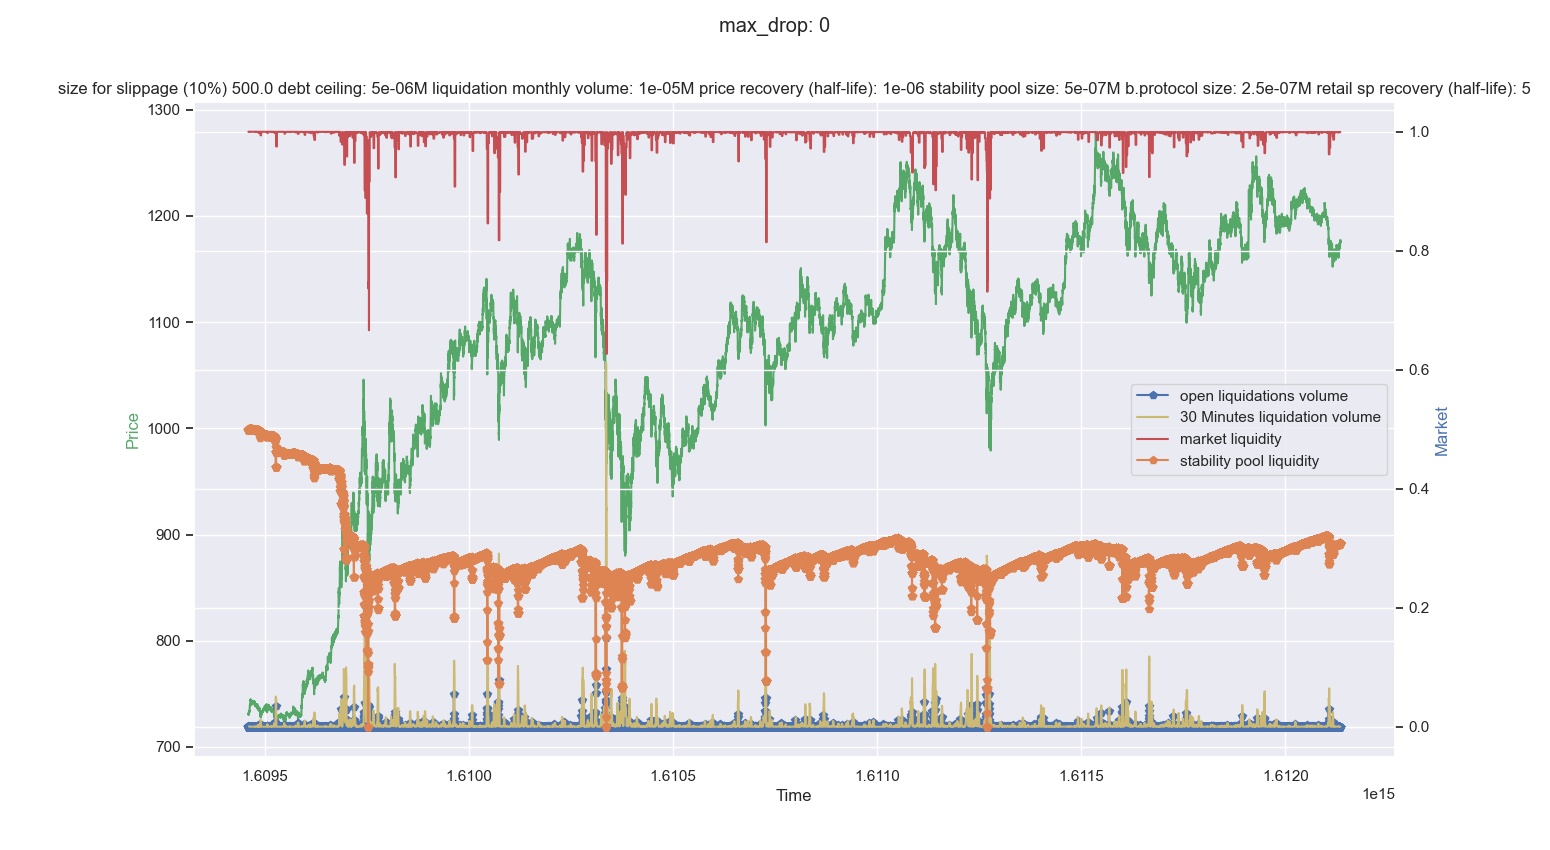 max_drop: 0
size for slippage (10%) 500.0 debt ceiling: 5e-06M liquidation monthly volume: 1e-05M price recovery (half-life): 1e-06 stability pool size: 5e-07M b.protocol size: 2.5e-07M retail sp recovery (half-life): 5
1300
1200
1100
1000
900
800
700
Price
1.0
0.8
0.6
0.4
0.2
0.0
Market
open liquidations volume
30 Minutes liquidation volume
market liquidity
stability pool liquidity
1.6095 1.6100 1.6105 1.6110 1.6115 1.6120
1e15
Time